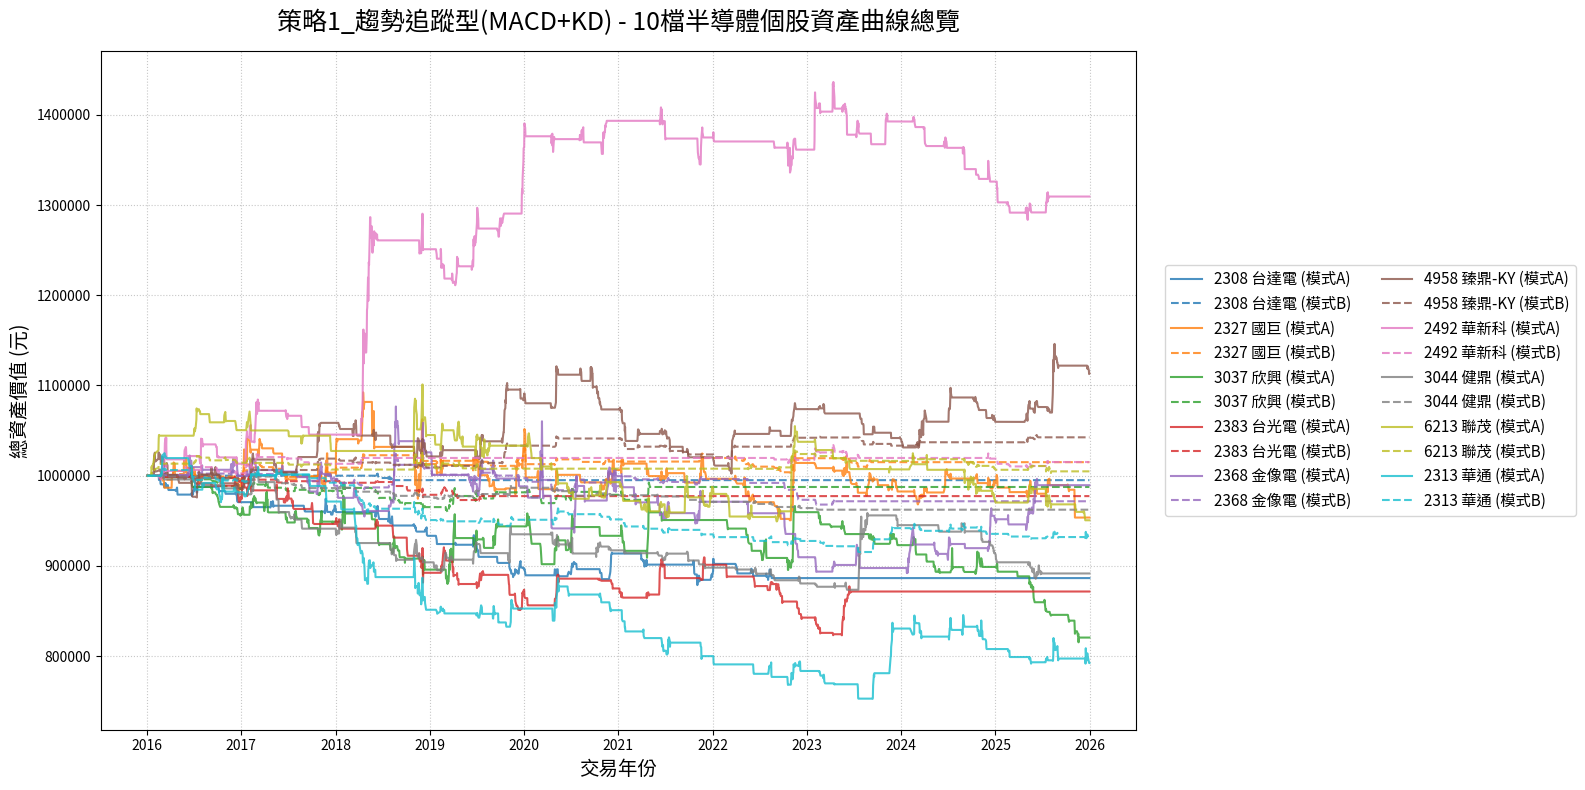 策略1_趨勢追蹤型(MACD+KD) - 10檔半導體個股資產曲線總覽
總資產價值 (元)
1400000
1300000
1200000
1100000
1000000
900000
800000
2016 2017 2018 2019 2020 2021 2022 2023 2024 2025 2026
交易年份
2308 台達電 (模式A)
2308 台達電 (模式B)
2327 國巨 (模式A)
2327 國巨 (模式B)
3037 欣興 (模式A)
3037 欣興 (模式B)
2383 台光電 (模式A)
2383 台光電 (模式B)
2368 金像電 (模式A)
2368 金像電 (模式B)
4958 臻鼎-KY (模式A)
4958 臻鼎-KY (模式B)
2492 華新科 (模式A)
2492 華新科 (模式B)
3044 健鼎 (模式A)
3044 健鼎 (模式B)
6213 聯茂 (模式A)
6213 聯茂 (模式B)
2313 華通 (模式A)
2313 華通 (模式B)